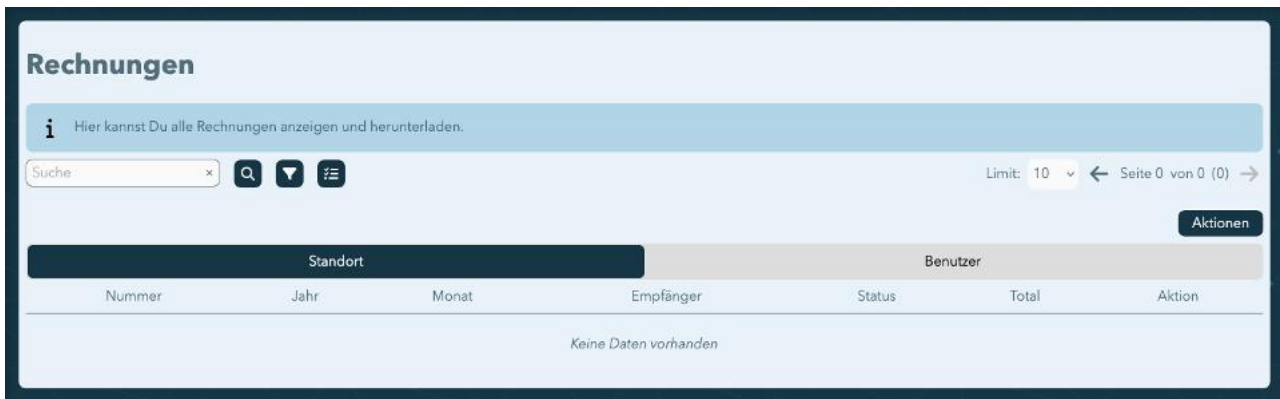 Rechnungen
i Hier kannst Du alle Rechnungen anzeigen und herunterladen.
Suche × Limit: 10 Seite 0 von 0 (0)
Aktionen
Standort Benutzer
Nummer Jahr Monat Empfänger Status Total Aktion
Keine Daten vorhanden